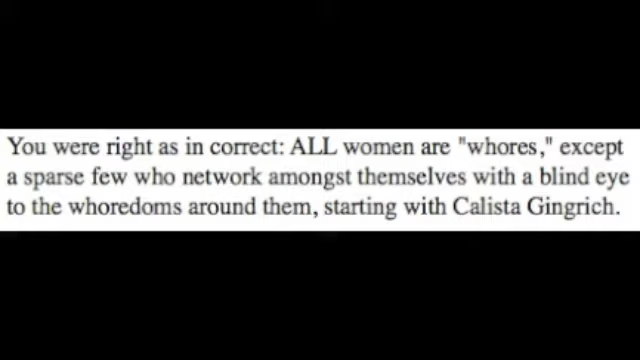 You were right as in correct: ALL women are "whores," except
a sparse few who network amongst themselves with a blind eye
to the whoredoms around them, starting with Calista Gingrich.